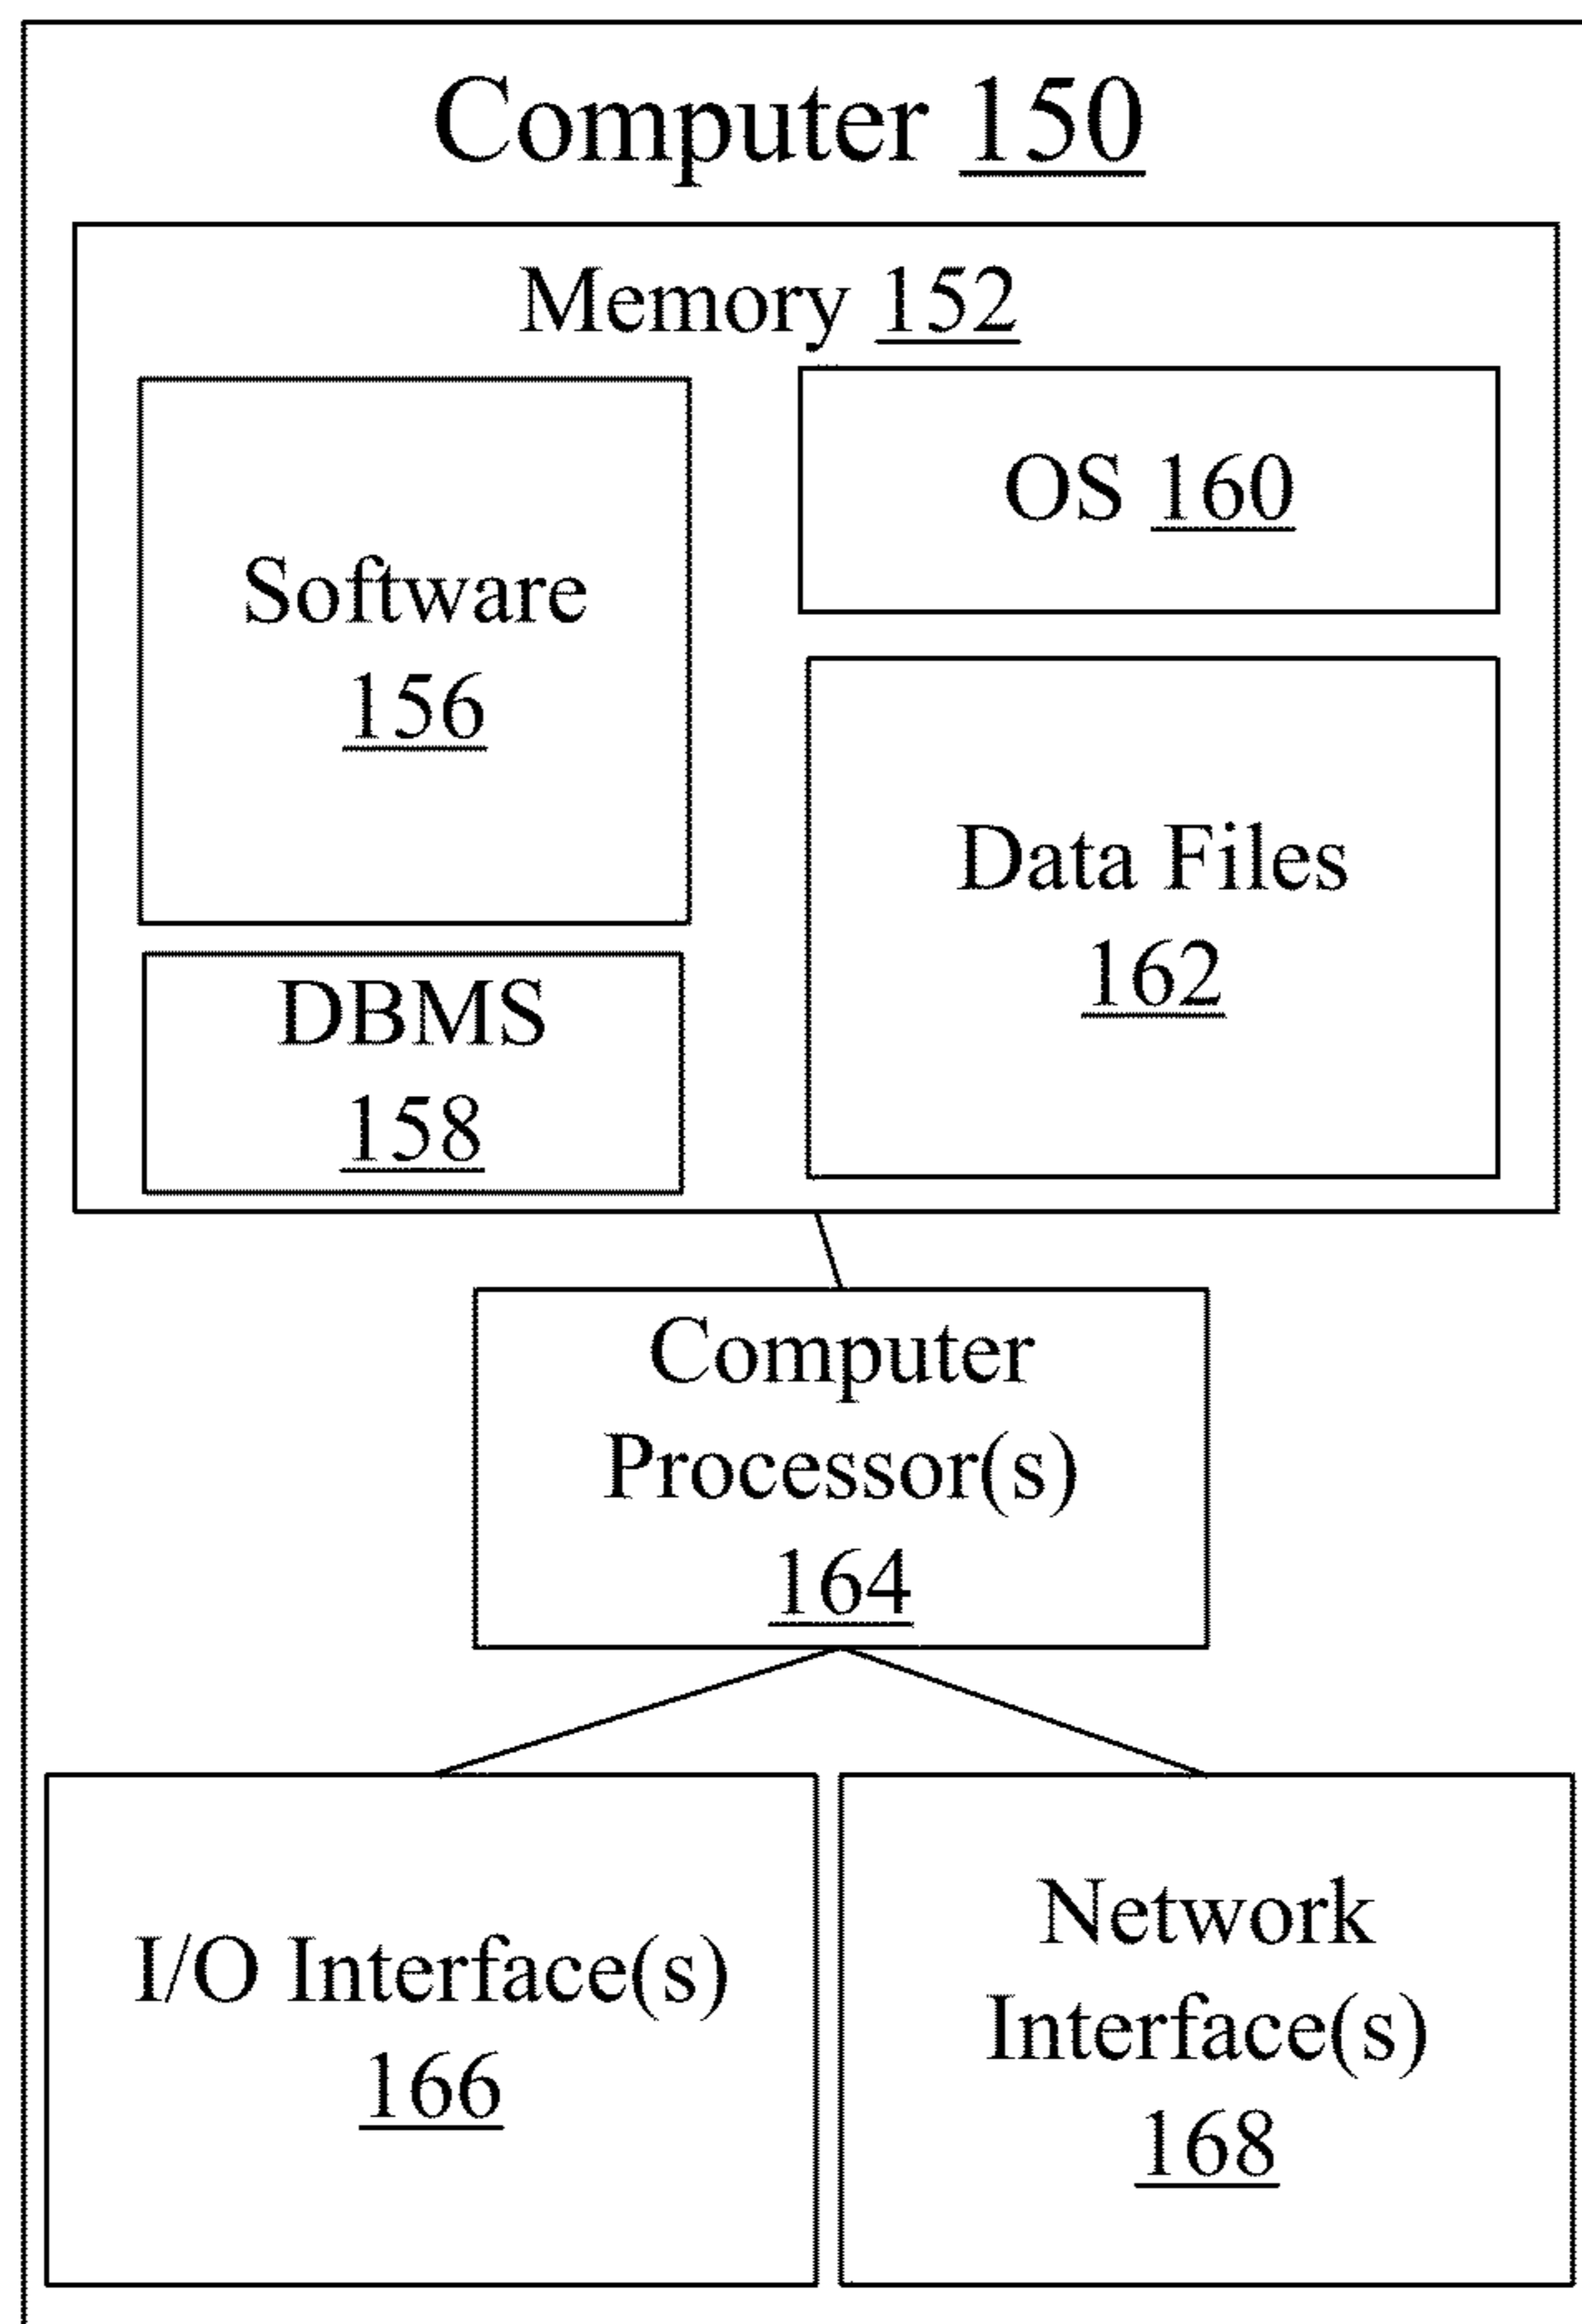 Computer 150
Memory 152
Software
156
OS 160
Data Files
162
DBMS
158
Computer
Processor(s)
164
I/O Interface(s)
166
Network
Interface(s)
168